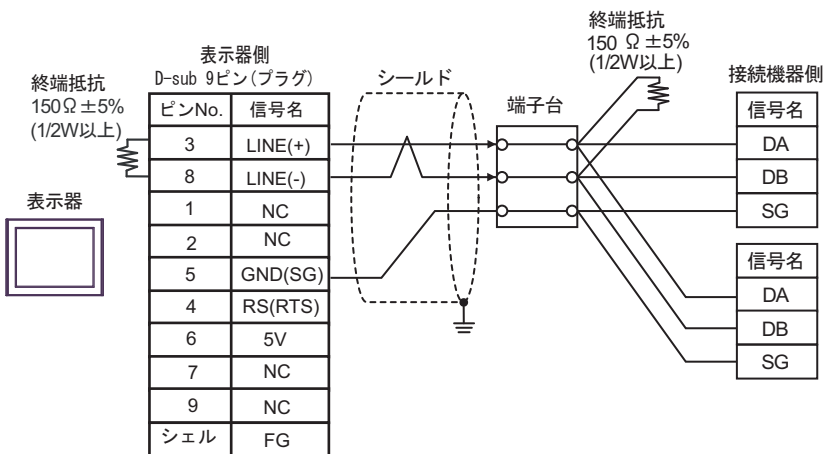 終端抵抗
150 Ω ±5%
(1/2W以上)
表示器側
D-sub 9ピン(プラグ)
シールド
接続機器側
終端抵抗
150Ω±5%
(1/2W以上)
端子台
ピンNo. 信号名
信号名
3 LINE(+)
DA
8 LINE(-)
DB
表示器
1 NC
SG
2 NC
信号名
5 GND(SG)
DA
4 RS(RTS)
DB
6 5V
SG
7 NC
9 NC
シェル FG